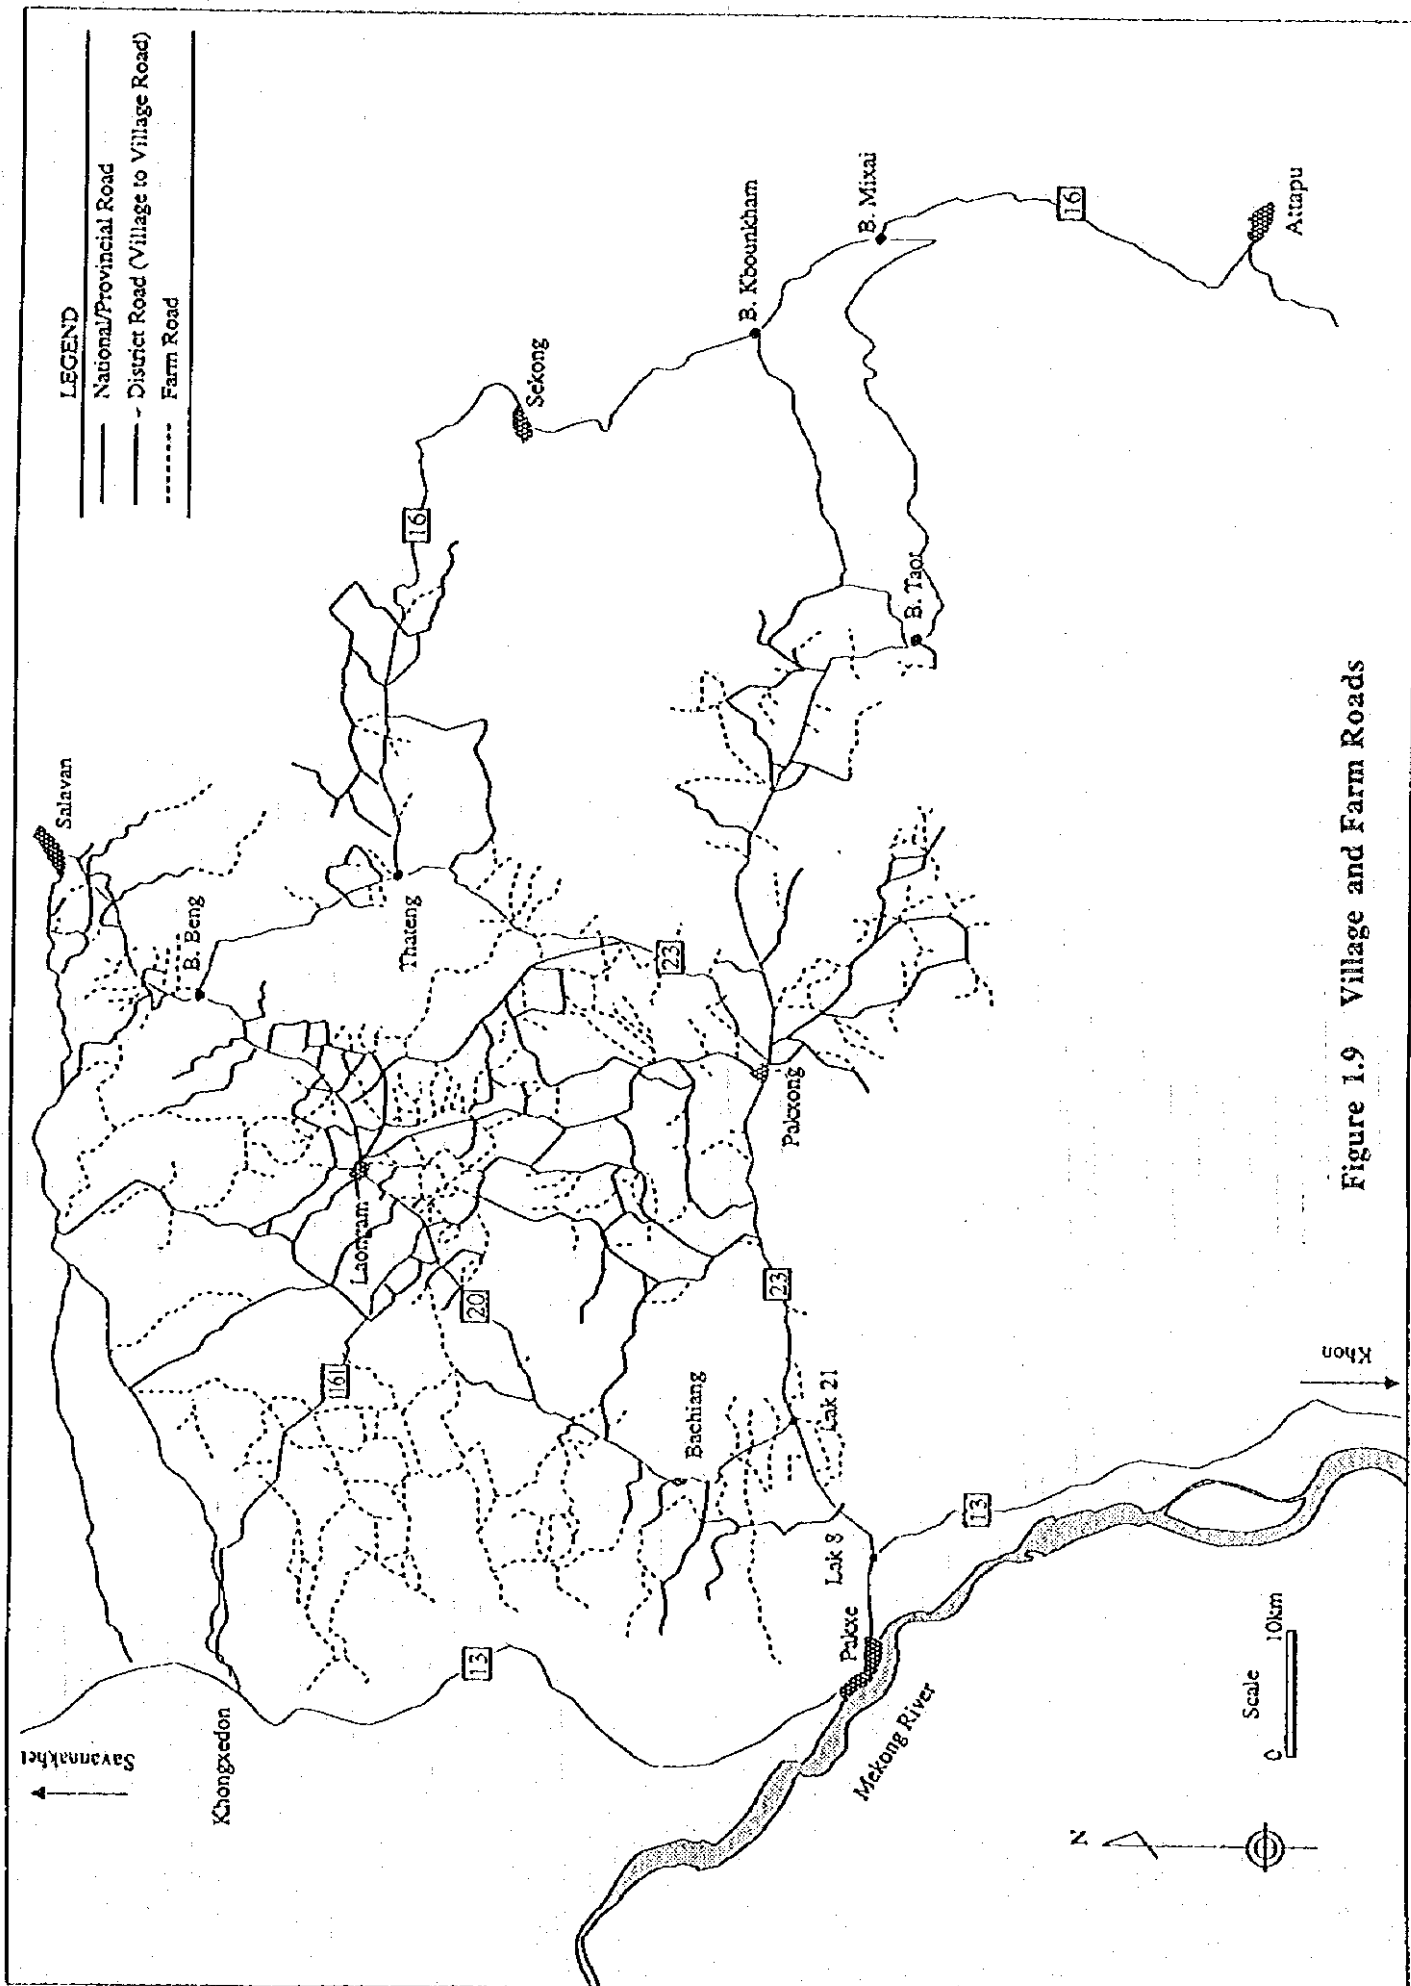 LEGEND
National/Provincial Road
District Road (Village to Village Road)
Farm Road
Savannakhet
Salavan
Khongxedon
B. Beng
161
Laongam
Thateng
16
13
20
Sekong
23
Bachiang
B. Kbounkham
Pakxong
23
Lak 21
Lak 8
Pakxe
B. Taot
B. Mixai
Mekong River
13
16
Attapu
Khon
N
Scale
0 10km
Figure 1.9 Village and Farm Roads